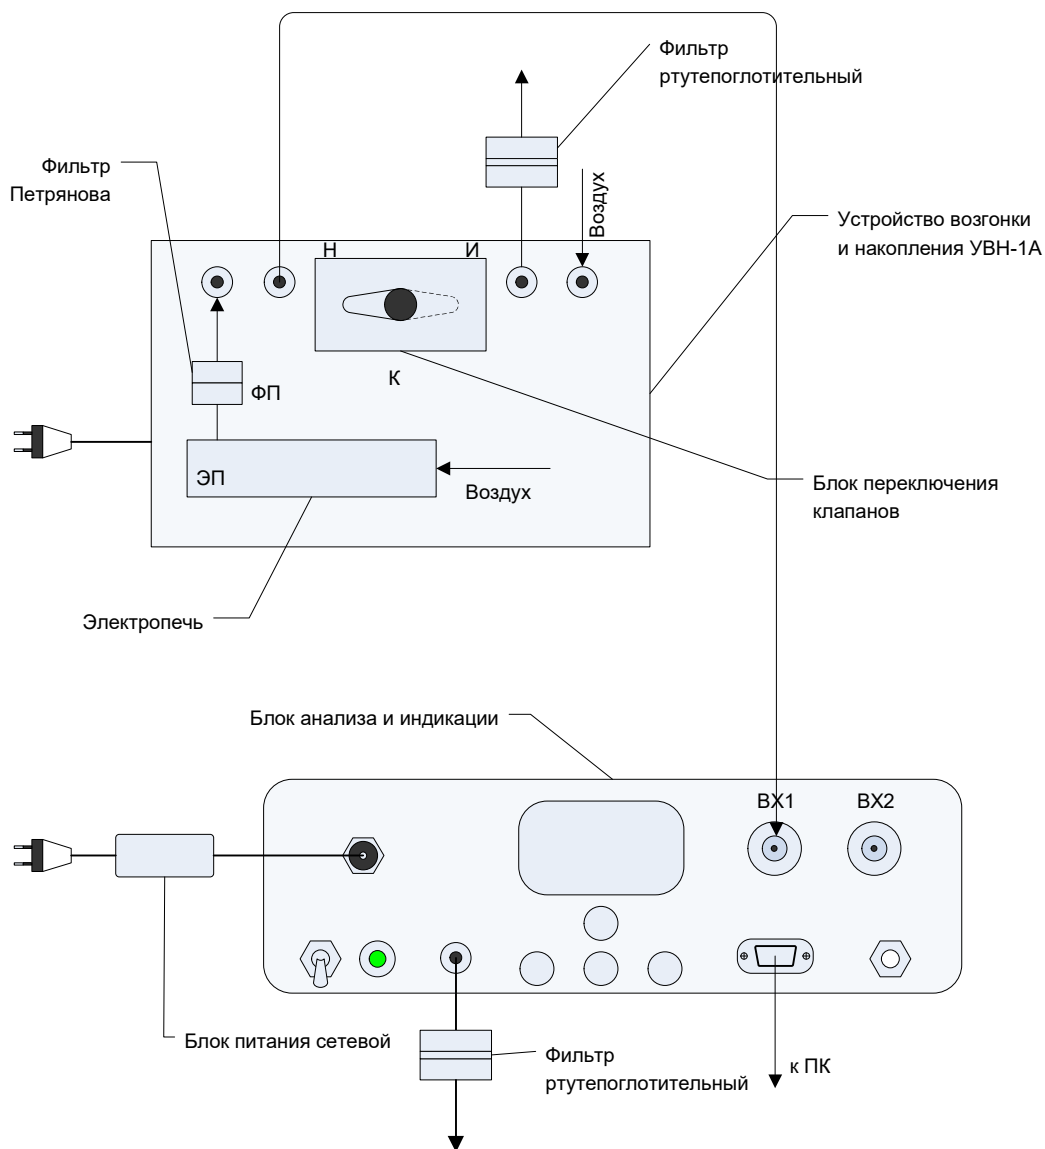 Фильтр
ртутепоглотительный
Фильтр
Петрянова
Воздух
Устройство возгонки
и накопления УВН-1А
Н
И
К
ФП
ЭП
Воздух
Блок переключения
клапанов
Электропечь
Блок анализа и индикации
ВХ1
ВХ2
Блок питания сетевой
Фильтр
ртутепоглотительный
к ПК